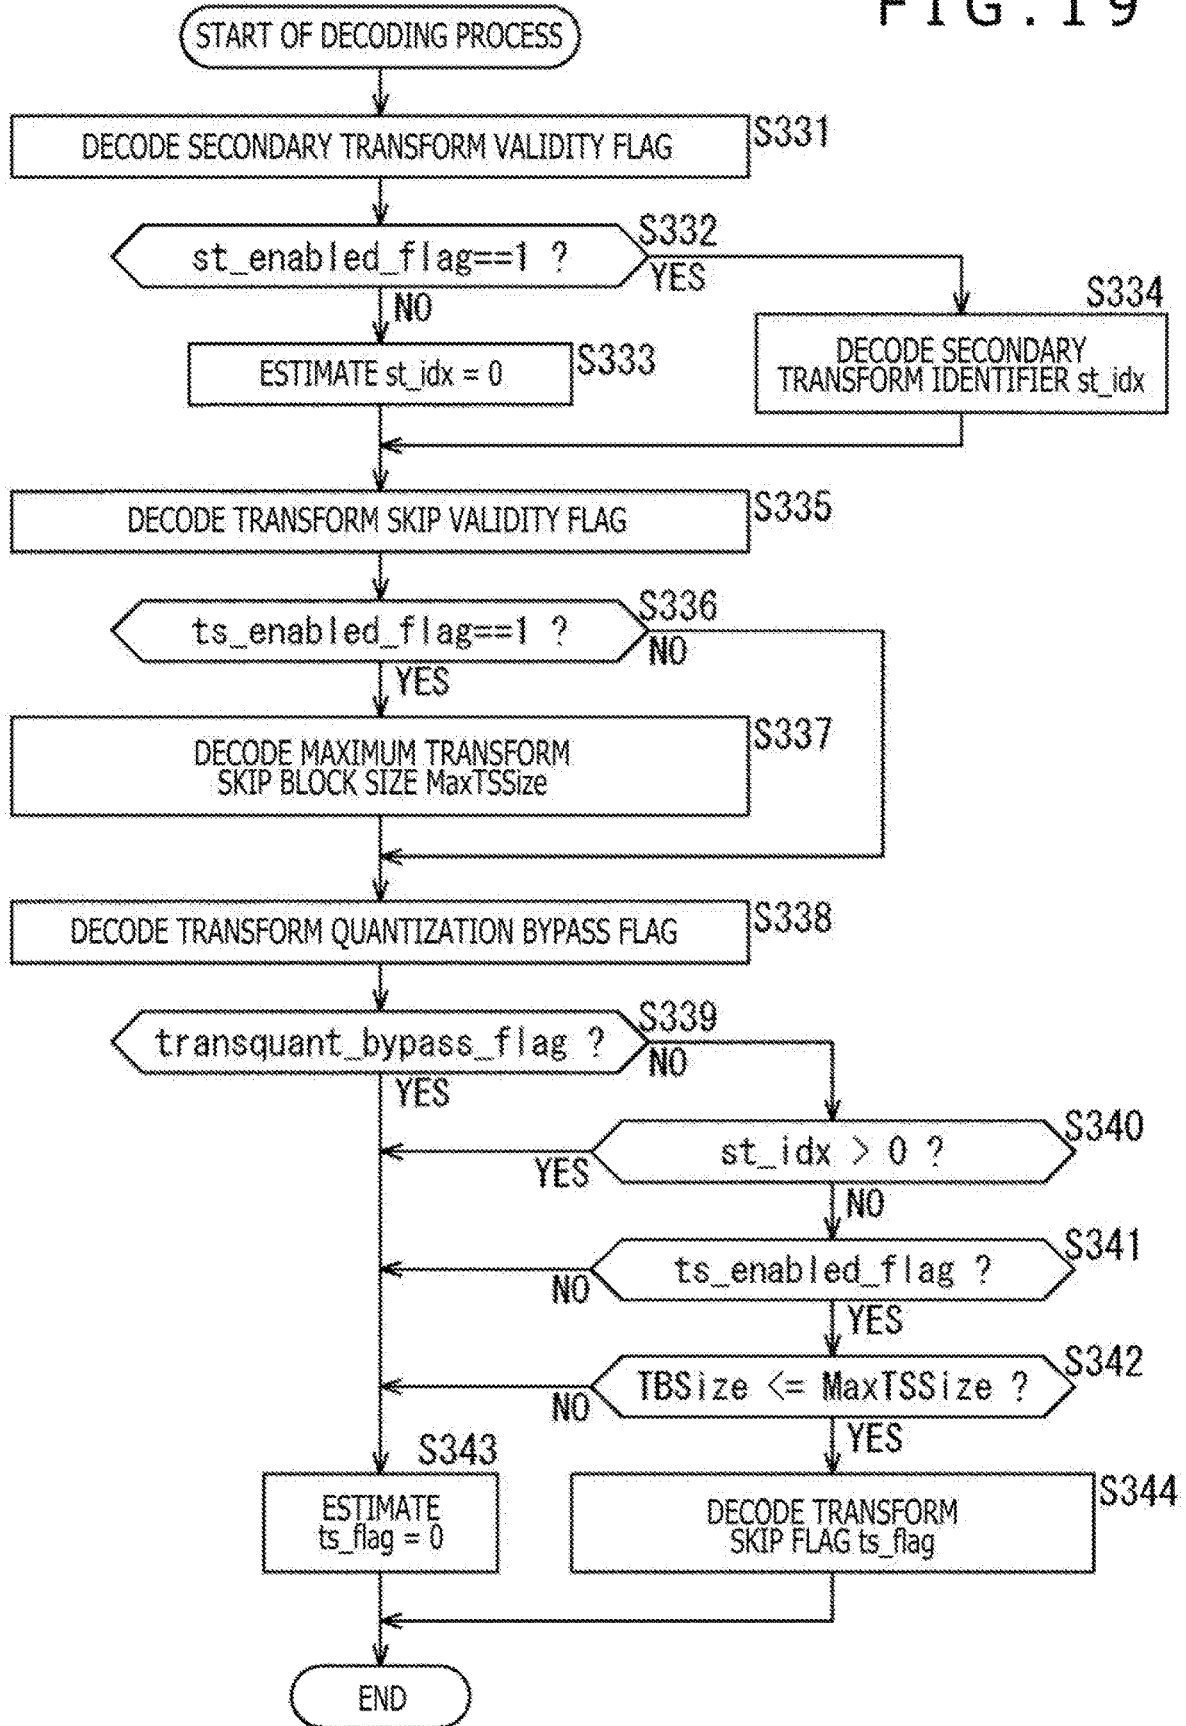 FIG.19
START OF DECODING PROCESS
DECODE SECONDARY TRANSFORM VALIDITY FLAG
S331
st_enabled_flag==1 ?
S332
YES
NO
S334
DECODE SECONDARY
TRANSFORM IDENTIFIER st_idx
ESTIMATE st_idx = 0
S333
DECODE TRANSFORM SKIP VALIDITY FLAG
S335
ts_enabled_flag==1 ?
S336
NO
YES
DECODE MAXIMUM TRANSFORM
SKIP BLOCK SIZE MaxTSSize
S337
DECODE TRANSFORM QUANTIZATION BYPASS FLAG
S338
transquant_bypass_flag ?
S339
NO
YES
st_idx > 0 ?
S340
YES
NO
ts_enabled_flag ?
S341
NO
YES
TBSize <= MaxTSSize ?
S342
NO
YES
S343
ESTIMATE
ts_flag = 0
DECODE TRANSFORM
SKIP FLAG ts_flag
S344
END